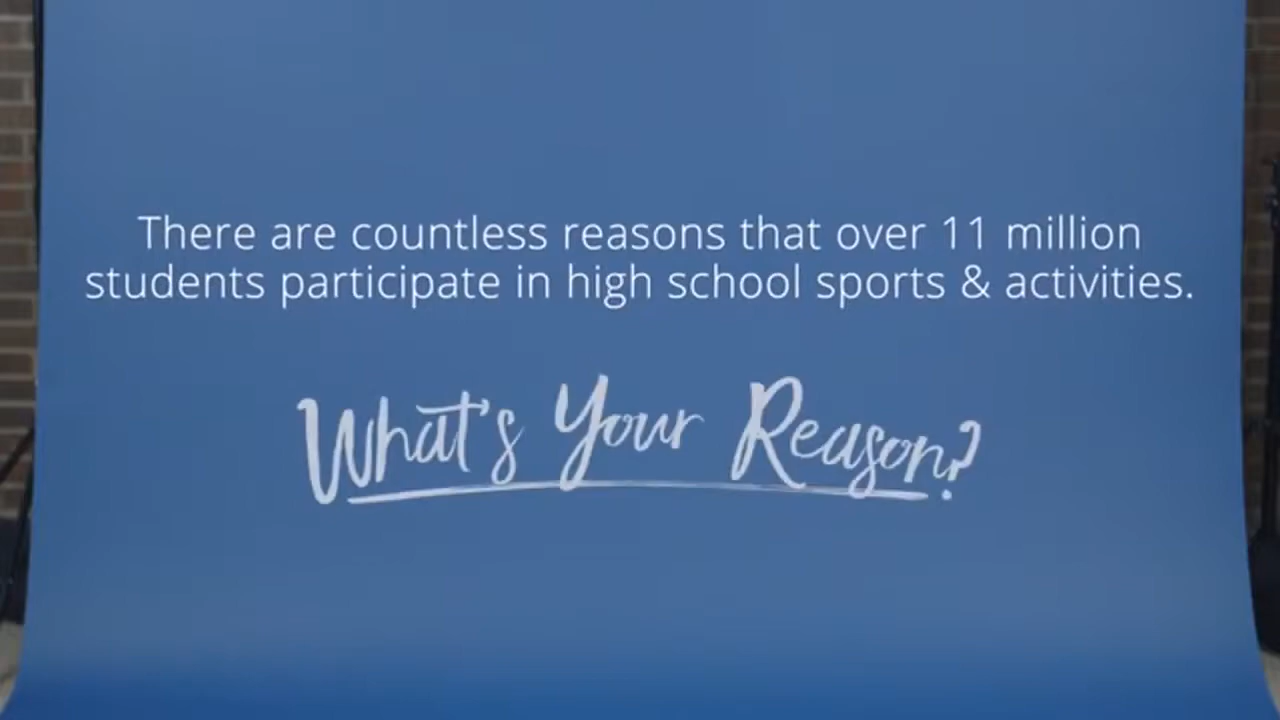 There are countless reasons that over 11 million
students participate in high school sports & activities.
What's Your Reason?